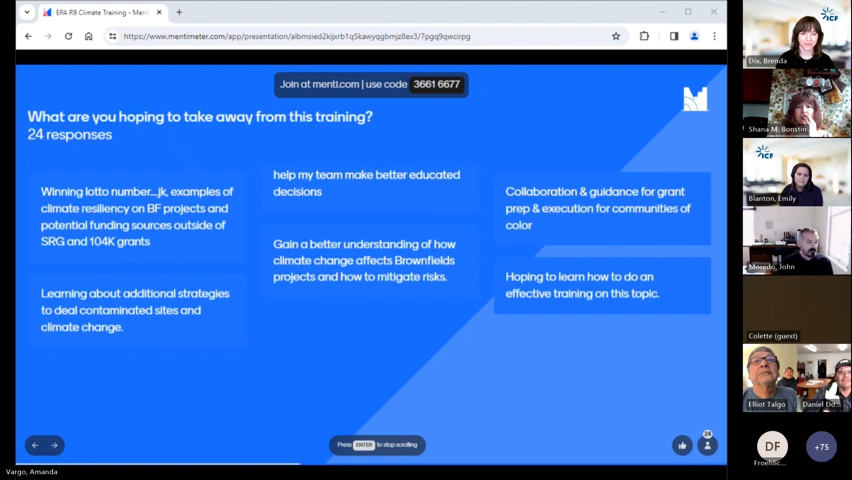 EPA R9 Climate Training - Menti
https://www.mentimeter.com/app/presentation/albmsied2kijxrb1q5kawyqgbmjz8ex3/7pgq9qwcirpg
Join at menti.com | use code 3661 6677
What are you hoping to take away from this training?
24 responses
Winning lotto number...jk, examples of
climate resiliency on BF projects and
potential funding sources outside of
SRG and 104K grants
Learning about additional strategies
to deal contaminated sites and
climate change.
help my team make better educated
decisions
Gain a better understanding of how
climate change affects Brownfields
projects and how to mitigate risks.
Collaboration & guidance for grant
prep & execution for communities of
color
Hoping to learn how to do an
effective training on this topic.
Press ENTER to stop scrolling
24
Vargo, Amanda
ICF
Dix, Brenda
Shana M. Bonstin
ICF
Blanton, Emily
Moredo, John
Colette (guest)
Elliot Talgo
Daniel Do...
DF
Froehlic...
+75